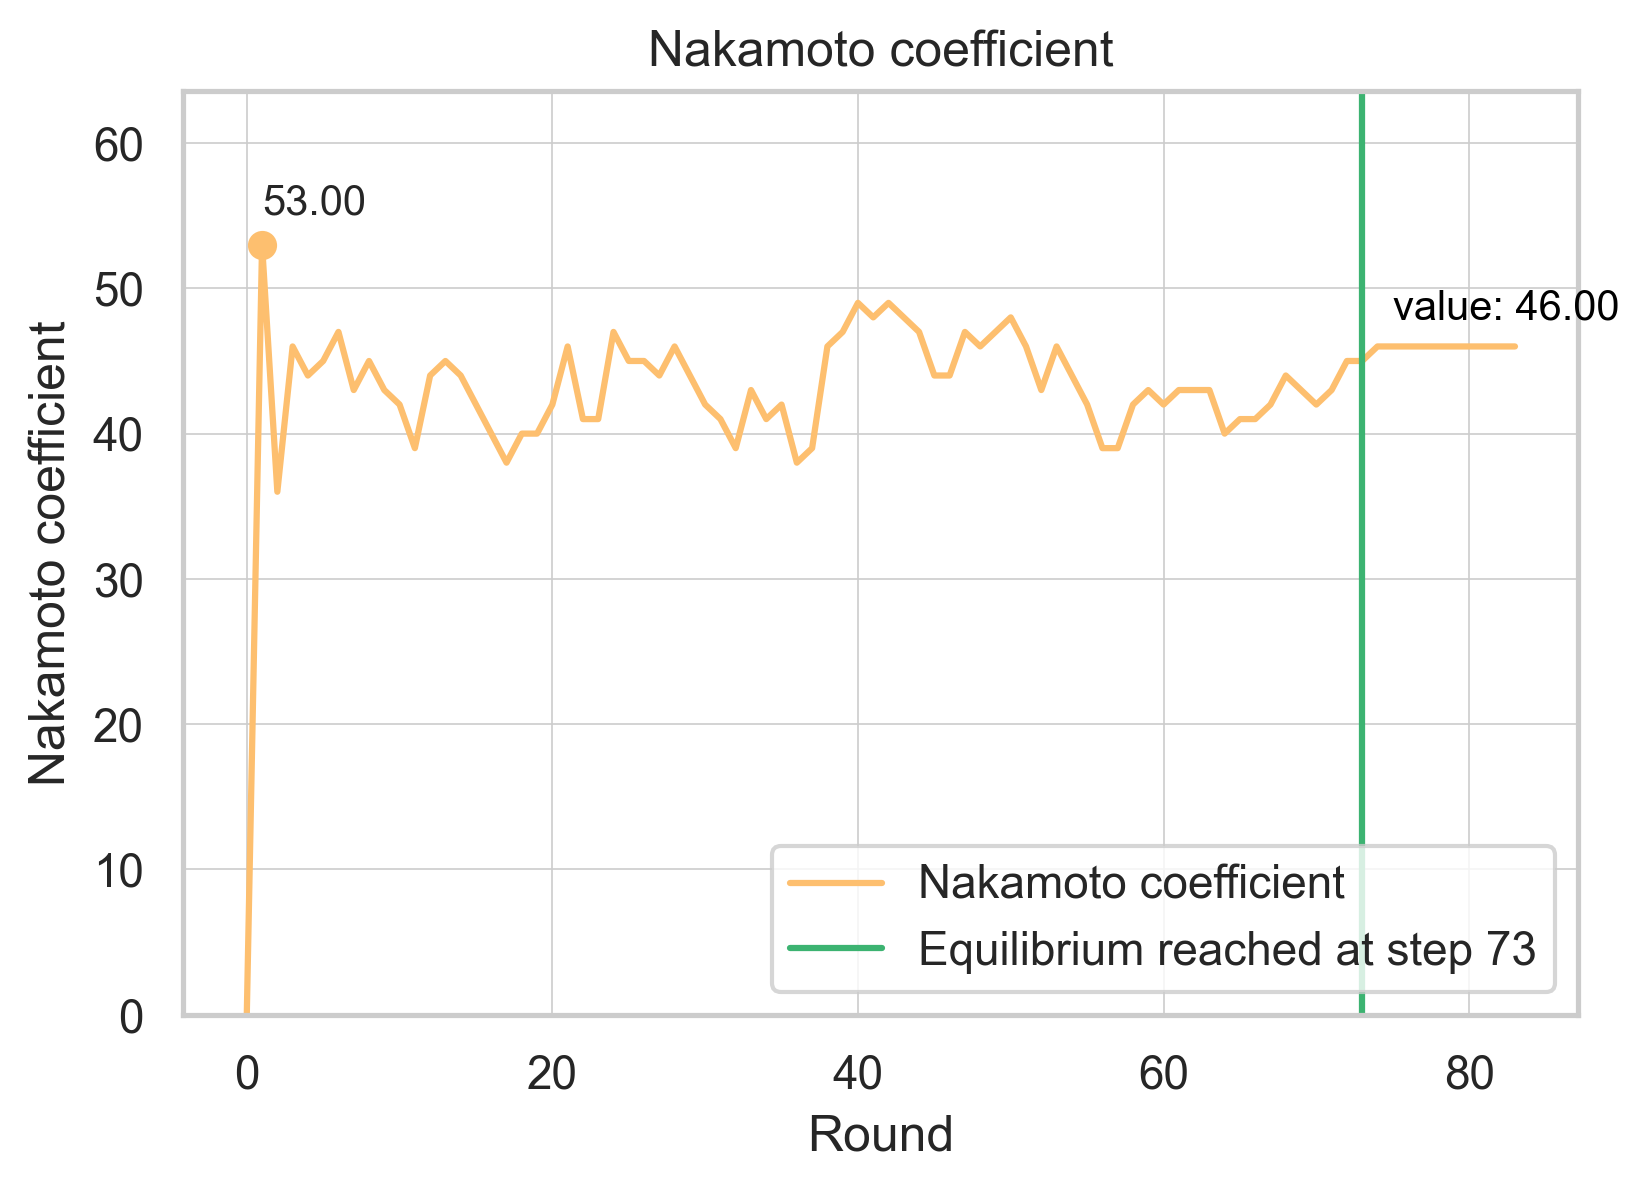 Nakamoto coefficient
Nakamoto coefficient
60
50
40
30
20
10
0
53.00
value: 46.00
Nakamoto coefficient
Equilibrium reached at step 73
0 20 40 60 80
Round